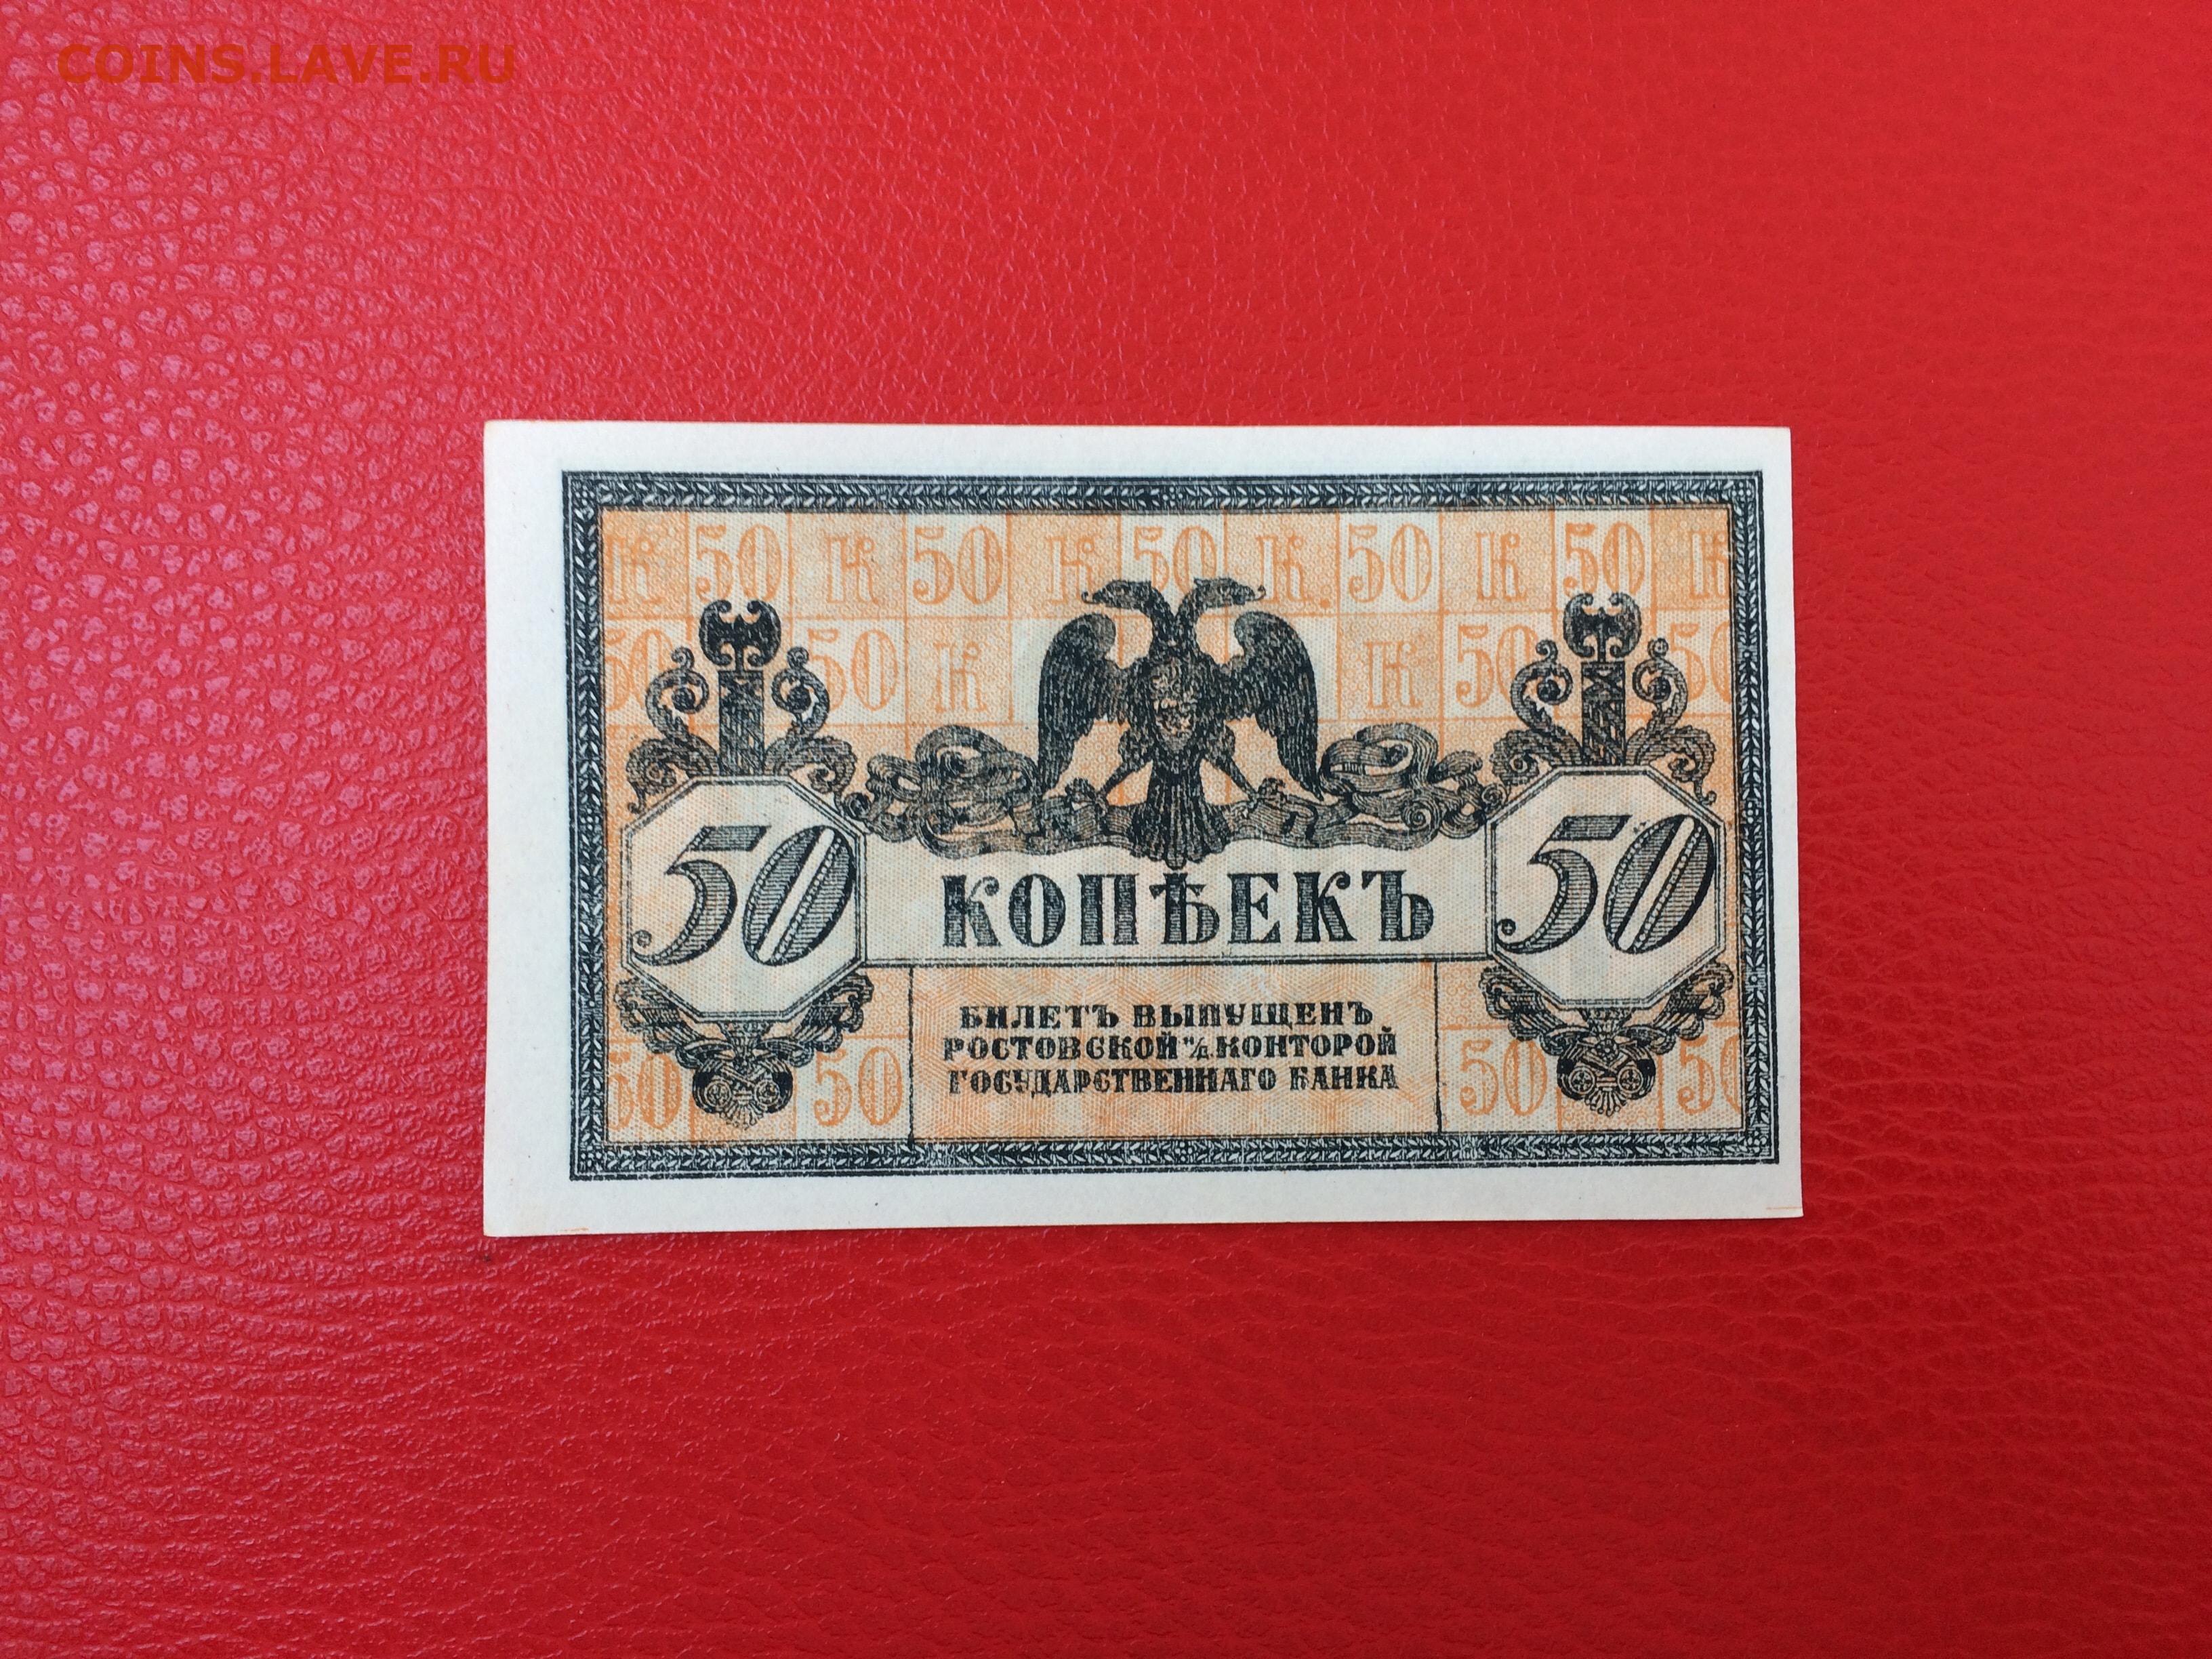 COINS.LAVE.RU
К 50 К 50 К 50 К 50 К 50 К
50 50 К К 50 50
50 50
КОПѢЕКЪ
БИЛЕТЪ ВЫПУЩЕНЪ
РОСТОВСКОЙ н/д. КОНТОРОЙ
ГОСУДАРСТВЕННАГО БАНКА
50 50 50 50